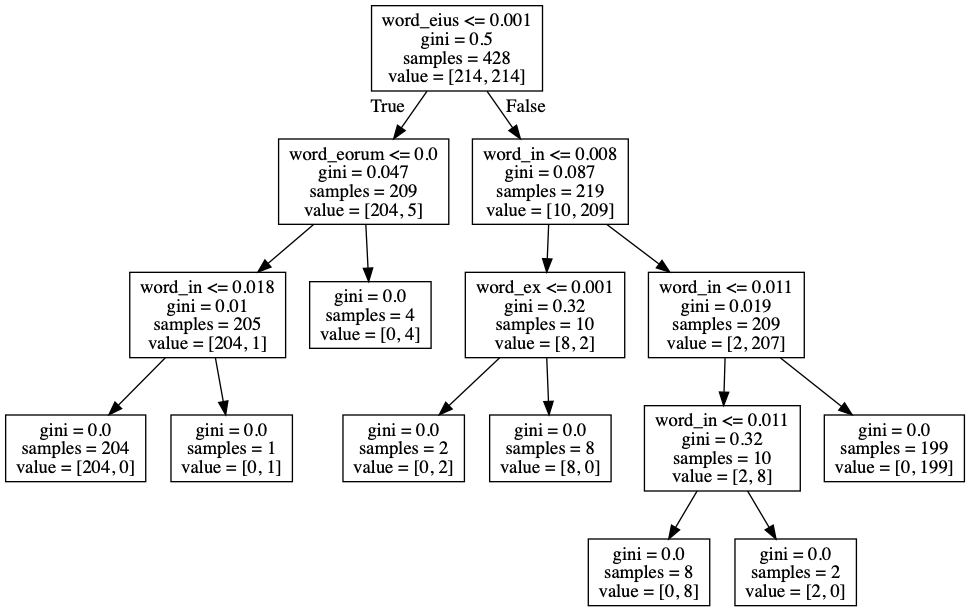 word_eius <= 0.001
gini = 0.5
samples = 428
value = [214, 214]
True
False
word_eorum <= 0.0
gini = 0.047
samples = 209
value = [204, 5]
word_in <= 0.008
gini = 0.087
samples = 219
value = [10, 209]
word_in <= 0.018
gini = 0.01
samples = 205
value = [204, 1]
gini = 0.0
samples = 4
value = [0, 4]
word_ex <= 0.001
gini = 0.32
samples = 10
value = [8, 2]
word_in <= 0.011
gini = 0.019
samples = 209
value = [2, 207]
gini = 0.0
samples = 204
value = [204, 0]
gini = 0.0
samples = 1
value = [0, 1]
gini = 0.0
samples = 2
value = [0, 2]
gini = 0.0
samples = 8
value = [8, 0]
word_in <= 0.011
gini = 0.32
samples = 10
value = [2, 8]
gini = 0.0
samples = 199
value = [0, 199]
gini = 0.0
samples = 8
value = [0, 8]
gini = 0.0
samples = 2
value = [2, 0]